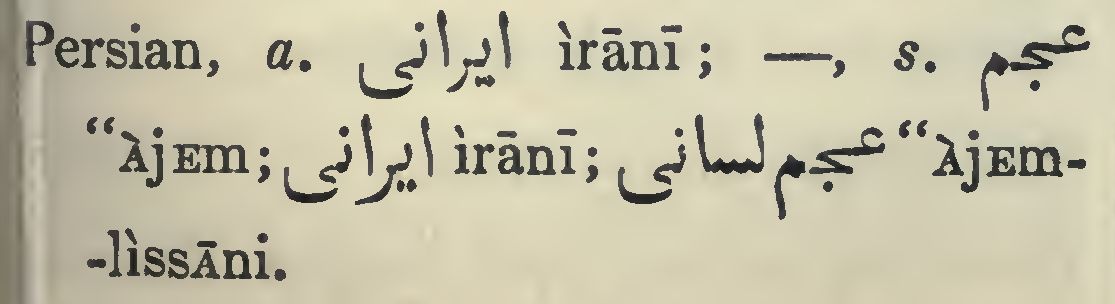 Persian, a. ایرانی ìrānī; —, s. عجم
“ÀjEm; ایرانی ìrānī; عجم لسانی “ÀjEm-
-lìssĀni.